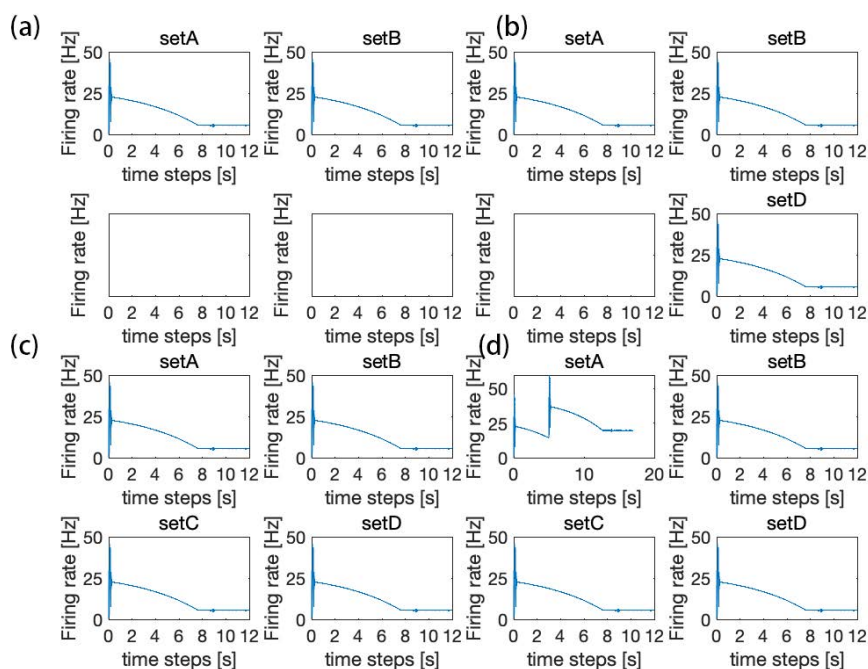 (a) setA setB (b) setA setB
50 50 50 50
Firing rate [Hz] Firing rate [Hz] Firing rate [Hz] Firing rate [Hz]
25 25 25 25
0 0 0 0
0 2 4 6 8 10 12 0 2 4 6 8 10 12 0 2 4 6 8 10 12 0 2 4 6 8 10 12
time steps [s] time steps [s] time steps [s] time steps [s]
setD
50
Firing rate [Hz] Firing rate [Hz] Firing rate [Hz] Firing rate [Hz]
25
0
0 2 4 6 8 10 12 0 2 4 6 8 10 12 0 2 4 6 8 10 12 0 2 4 6 8 10 12
time steps [s] time steps [s] time steps [s] time steps [s]
(c) setA setB (d) setA setB
50 50 50 50
Firing rate [Hz] Firing rate [Hz] Firing rate [Hz] Firing rate [Hz]
25 25 25 25
0 0 0 0
0 2 4 6 8 10 12 0 2 4 6 8 10 12 0 10 20 0 2 4 6 8 10 12
time steps [s] time steps [s] time steps [s] time steps [s]
setC setD setC setD
50 50 50 50
Firing rate [Hz] Firing rate [Hz] Firing rate [Hz] Firing rate [Hz]
25 25 25 25
0 0 0 0
0 2 4 6 8 10 12 0 2 4 6 8 10 12 0 2 4 6 8 10 12 0 2 4 6 8 10 12
time steps [s] time steps [s] time steps [s] time steps [s]